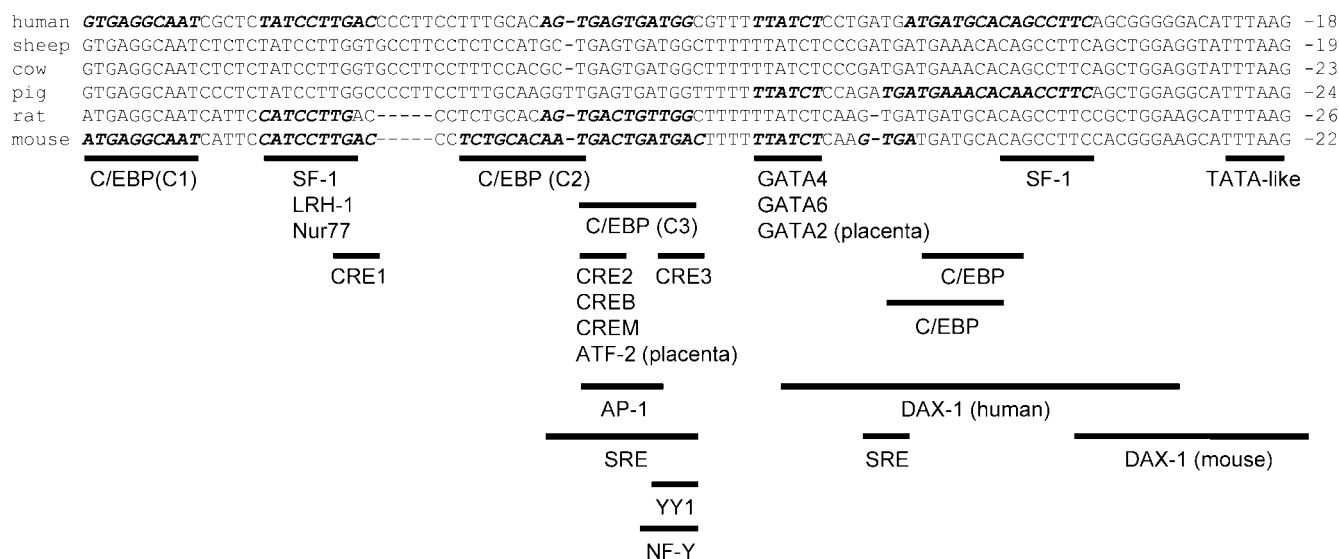 human GTGAGGCAATCGCTCTATCCTTGACCCCTTCCTTTGCACAG-TGAGTGATGGCGTTTTTATCTCCTGATGATGATGCACAGCCTTCAGCGGGGGACATTTAAG -18
sheep GTGAGGCAATCTCTCTATCCTTGGTGCCTTCCTCTCCATGC-TGAGTGATGGCTTTTTTATCTCCCGATGATGAAACACAGCCTTCAGCTGGAGGTATTTAAG -19
cow GTGAGGCAATCTCTCTATCCTTGGTGCCTTCCTTTCCACGC-TGAGTGATGGCTTTTTTATCTCCCGATGATGAAACACAGCCTTCAGCTGGAGGTATTTAAG -23
pig GTGAGGCAATCCCTCTATCCTTGGCCCCTTCCTTTGCAAGGTTGAGTGATGGTTTTTTTATCTCCAGATGATGAAACACAACCTTCAGCTGGAGGCATTTAAG -24
rat ATGAGGCAATCATTCCATCCTTGAC-----CCTCTGCACAG-TGACTGTTGGCTTTTTTATCTCAAG-TGATGATGCACAGCCTTCCGCTGGAAGCATTTAAG -26
mouse ATGAGGCAATCATTCCATCCTTGAC-----CCTCTGCACAA-TGACTGATGACTTTTTTATCTCAAG-TGATGATGCACAGCCTTCCACGGGAAGCATTTAAG -22
C/EBP(C1) SF-1 C/EBP (C2) GATA4 SF-1 TATA-like
LRH-1 GATA6
Nur77 C/EBP (C3) GATA2 (placenta)
CRE1 CRE2 CRE3 C/EBP
CREB
CREM C/EBP
ATF-2 (placenta)
AP-1 DAX-1 (human)
SRE SRE DAX-1 (mouse)
YY1
NF-Y